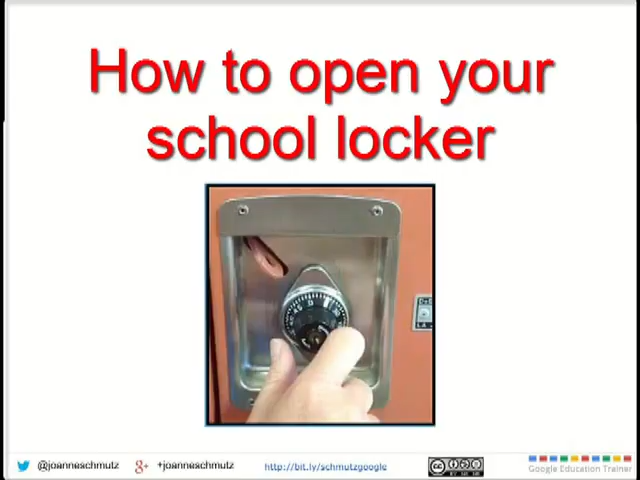 How to open your
school locker
@joanneschmutz
+joanneschmutz
http://bit.ly/schmutzgoogle
Google Education Trainer